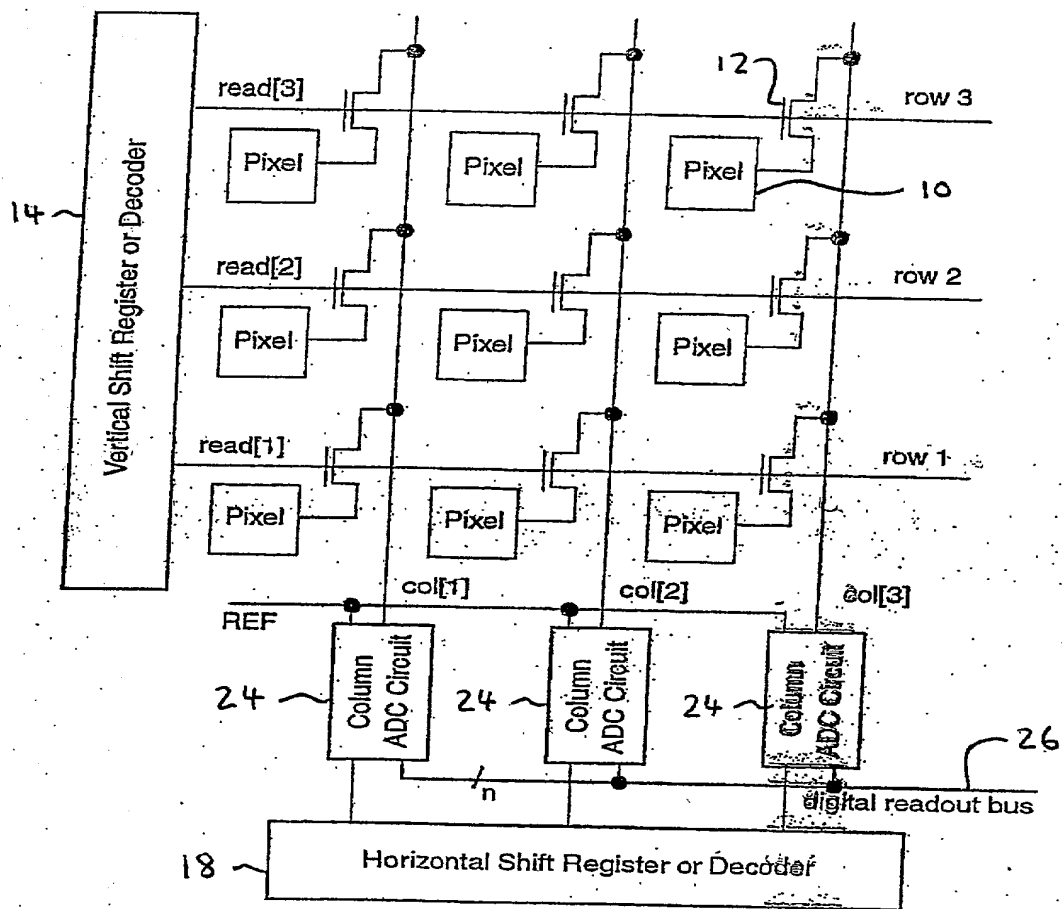 12
read[3]
row 3
Pixel
Pixel
Pixel
10
14
Vertical Shift Register or Decoder
read[2]
row 2
Pixel
Pixel
Pixel
read[1]
row 1
Pixel
Pixel
Pixel
col[1]
col[2]
col[3]
REF
24
Column
ADC Circuit
24
Column
ADC Circuit
24
Column
ADC Circuit
26
n
digital readout bus
18
Horizontal Shift Register or Decoder